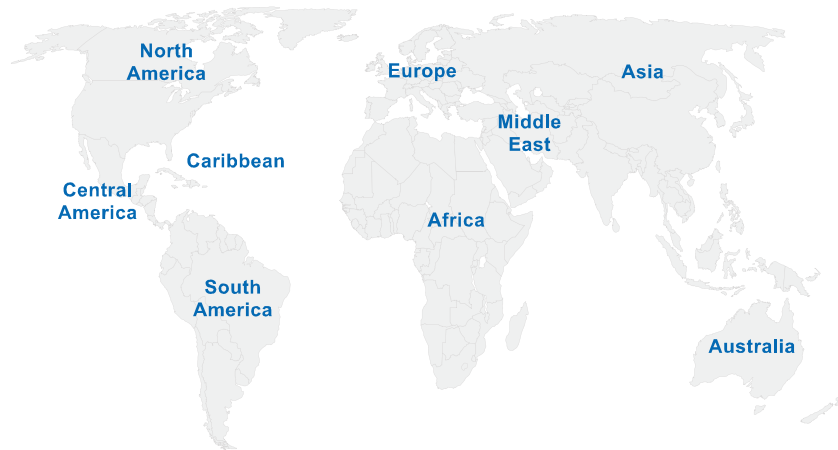 North
America
Europe
Asia
Middle
East
Caribbean
Central
America
Africa
South
America
Australia